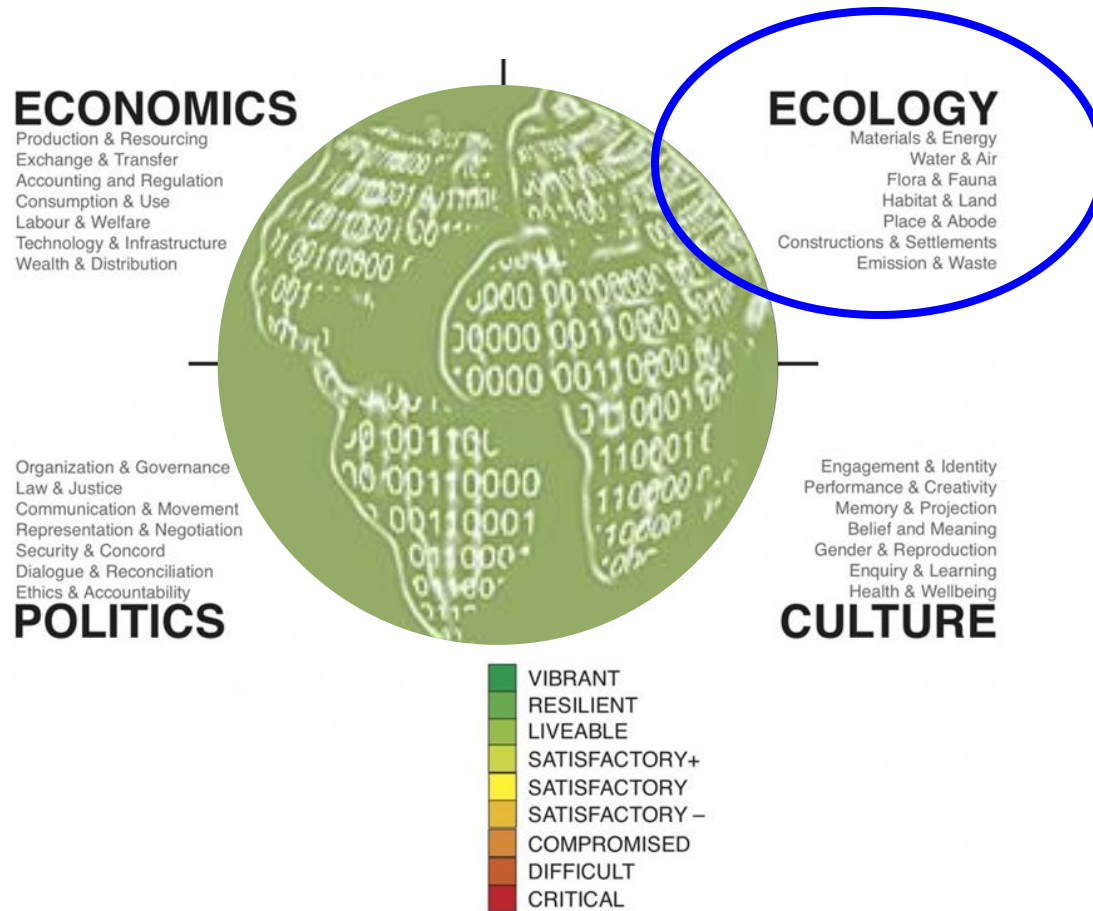 ECONOMICS
Production & Resourcing
Exchange & Transfer
Accounting and Regulation
Consumption & Use
Labour & Welfare
Technology & Infrastructure
Wealth & Distribution
ECOLOGY
Materials & Energy
Water & Air
Flora & Fauna
Habitat & Land
Place & Abode
Constructions & Settlements
Emission & Waste
Organization & Governance
Law & Justice
Communication & Movement
Representation & Negotiation
Security & Concord
Dialogue & Reconciliation
Ethics & Accountability
POLITICS
Engagement & Identity
Performance & Creativity
Memory & Projection
Belief and Meaning
Gender & Reproduction
Enquiry & Learning
Health & Wellbeing
CULTURE
VIBRANT
RESILIENT
LIVEABLE
SATISFACTORY+
SATISFACTORY
SATISFACTORY –
COMPROMISED
DIFFICULT
CRITICAL